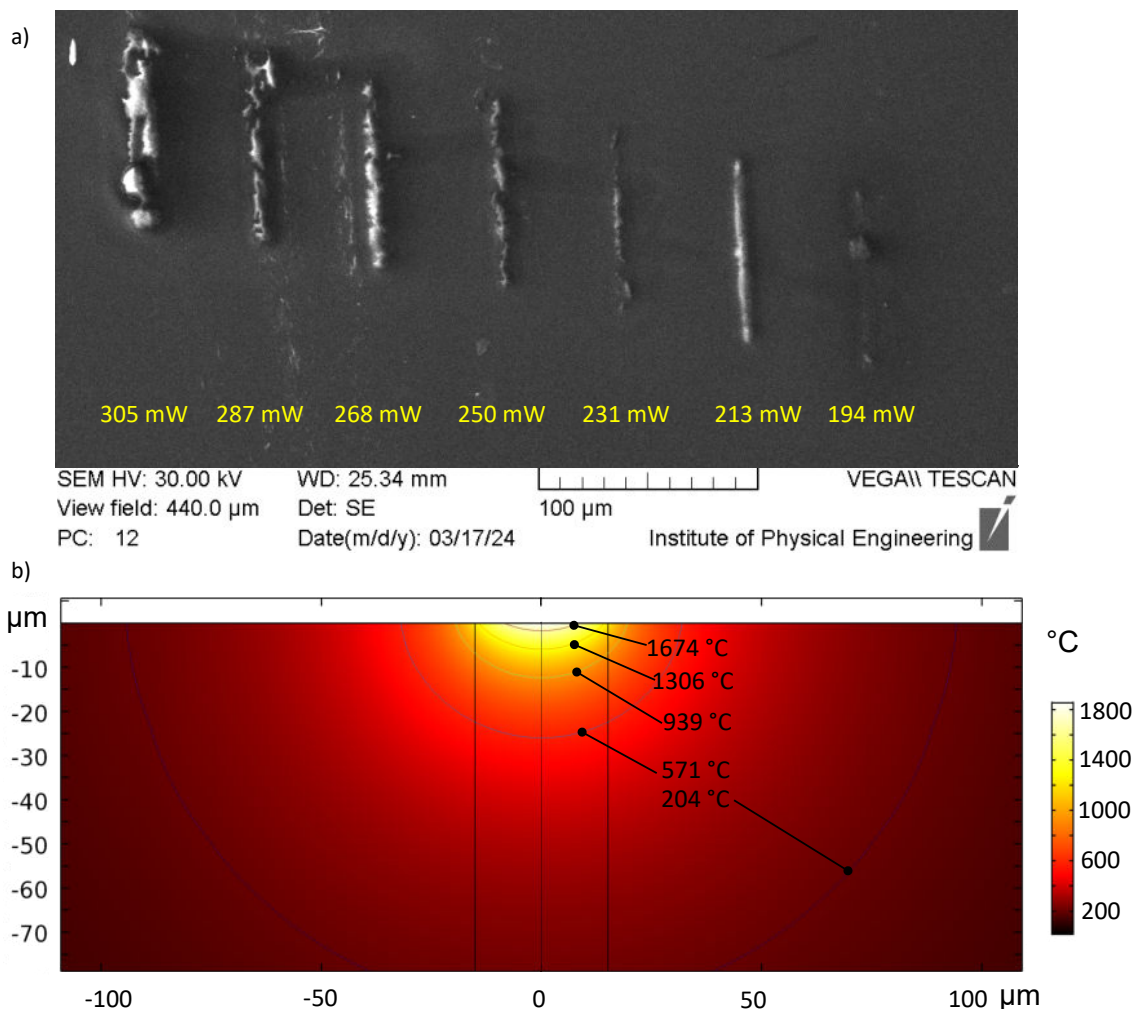 a)
305 mW 287 mW 268 mW 250 mW 231 mW 213 mW 194 mW
SEM HV: 30.00 kV WD: 25.34 mm VEGA\\ TESCAN
View field: 440.0 µm Det: SE 100 µm
PC: 12 Date(m/d/y): 03/17/24 Institute of Physical Engineering
b)
µm
°C
1674 °C
1306 °C
939 °C
571 °C
204 °C
-10
-20
-30
-40
-50
-60
-70
1800
1400
1000
600
200
-100 -50 0 50 100 µm